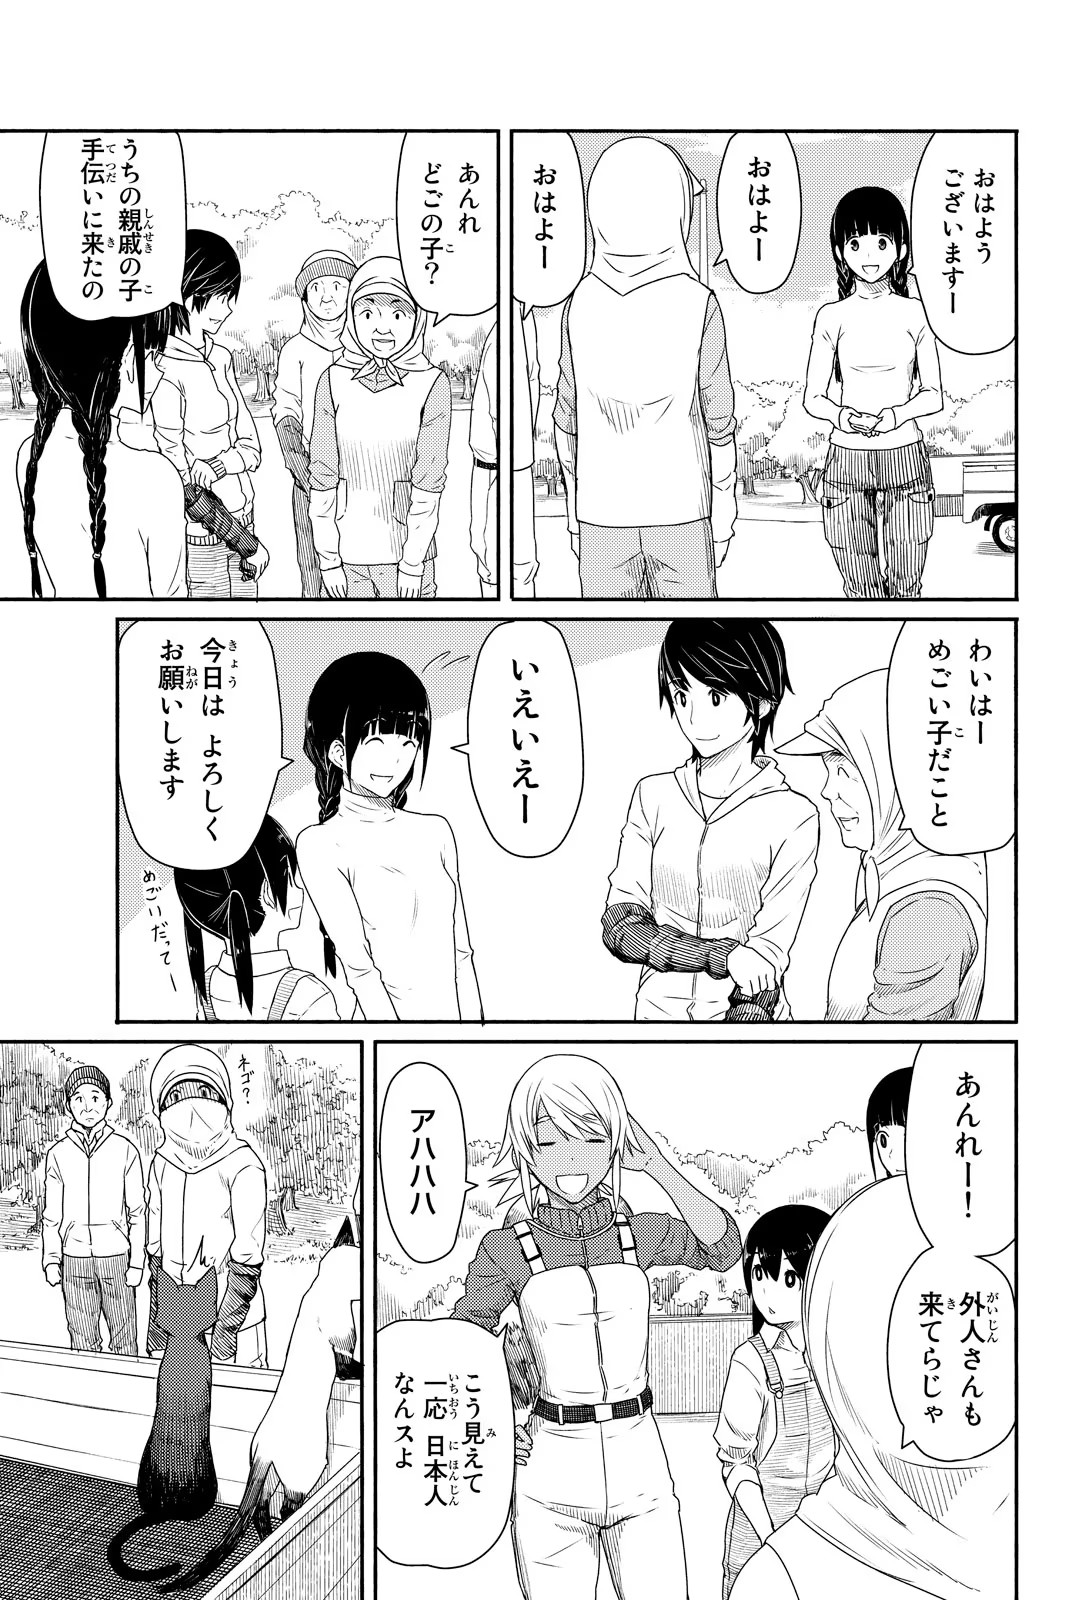 おはよう
ございますー
おはよー
おはよー
あんれ
どごの子?
うちの親戚の子
手伝いに来たの
わいはー
めごい子だこと
いえいえー
今日は よろしく
お願いします
めごいだってー
あんれー!
外人さんも
来てらじゃ
アハハハ
こう見えて
一応 日本人
なんスよ
ネゴ?